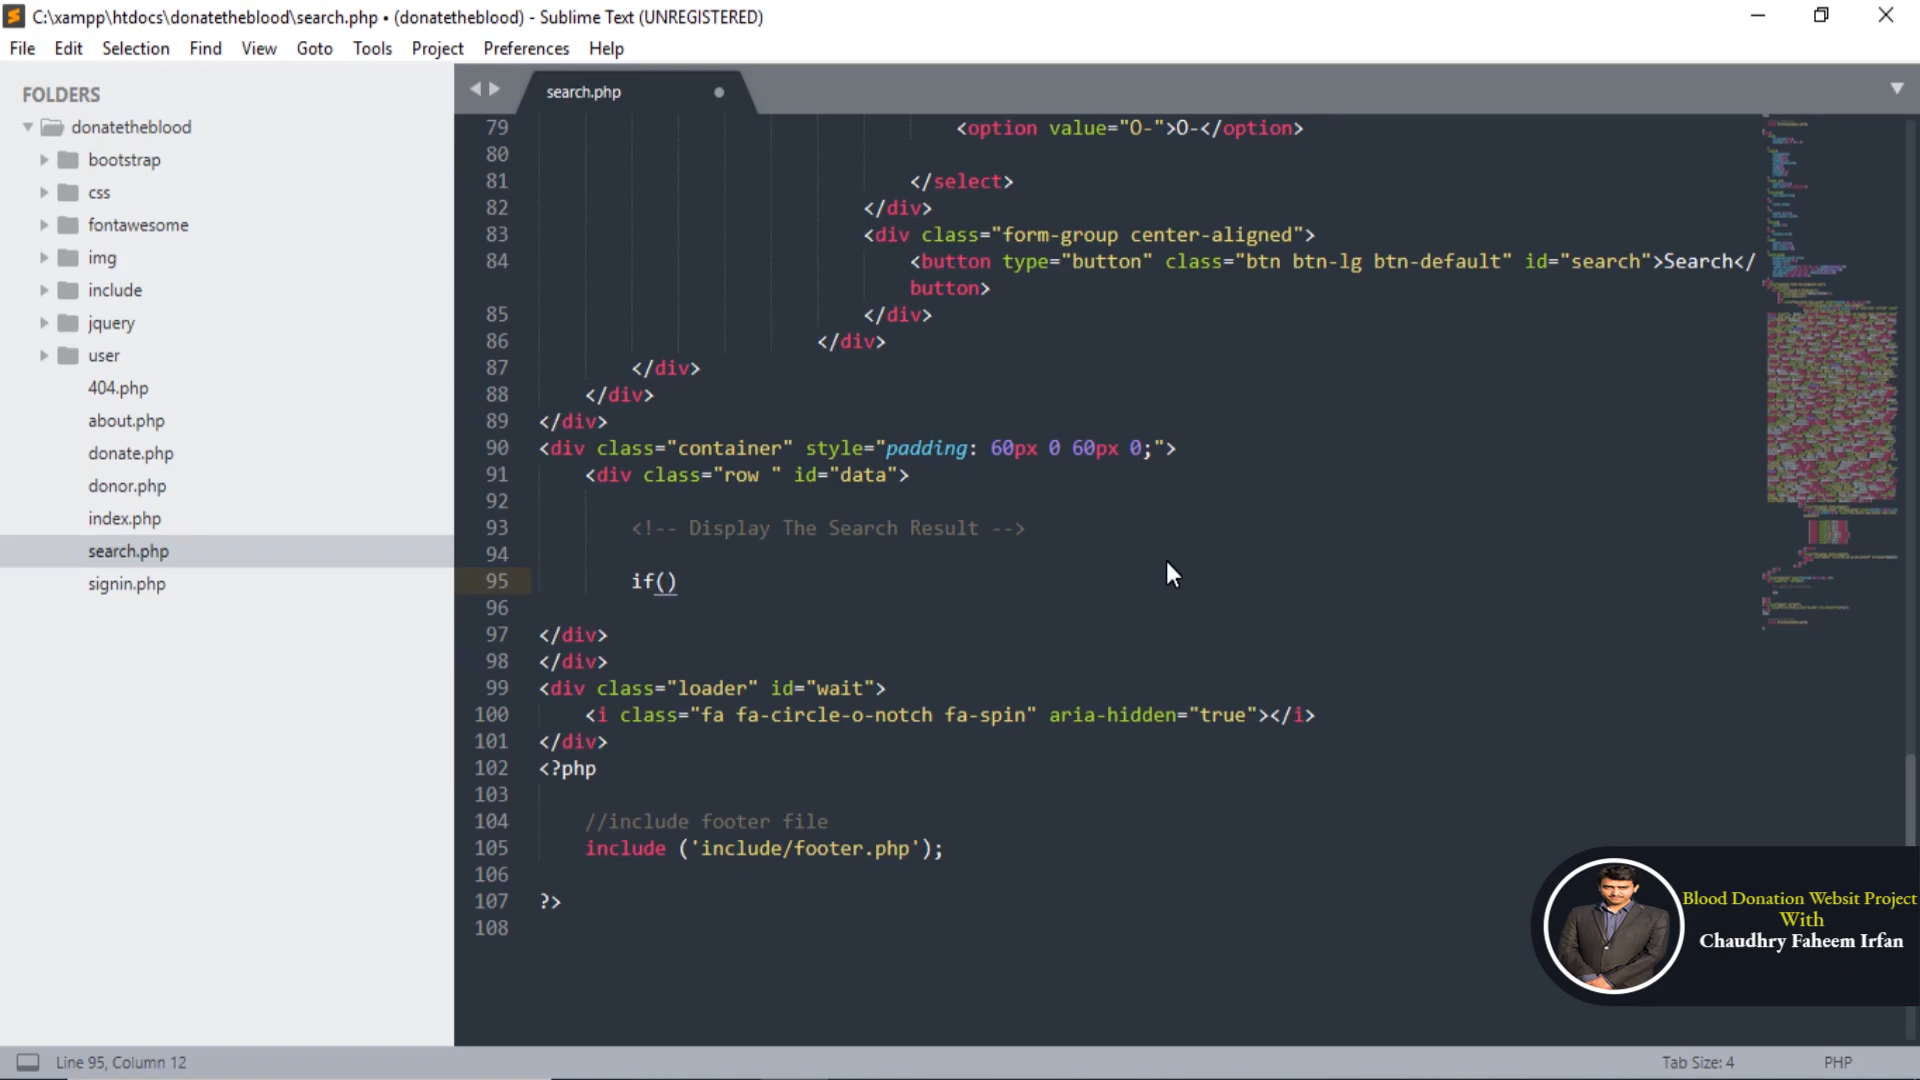 C:\xampp\htdocs\donatetheblood\search.php • (donatetheblood) - Sublime Text (UNREGISTERED)
File Edit Selection Find View Goto Tools Project Preferences Help
FOLDERS
donatetheblood
bootstrap
css
fontawesome
img
include
jquery
user
404.php
about.php
donate.php
donor.php
index.php
search.php
signin.php
search.php
79 <option value="O-">O-</option>
80
81 </select>
82 </div>
83 <div class="form-group center-aligned">
84 <button type="button" class="btn btn-lg btn-default" id="search">Search</
button>
85 </div>
86 </div>
87 </div>
88 </div>
89 </div>
90 <div class="container" style="padding: 60px 0 60px 0;">
91 <div class="row " id="data">
92
93 <!-- Display The Search Result -->
94
95 if()
96
97 </div>
98 </div>
99 <div class="loader" id="wait">
100 <i class="fa fa-circle-o-notch fa-spin" aria-hidden="true"></i>
101 </div>
102 <?php
103
104 //include footer file
105 include ('include/footer.php');
106
107 ?>
108
Blood Donation Websit Project
With
Chaudhry Faheem Irfan
Line 95, Column 12
Tab Size: 4
PHP